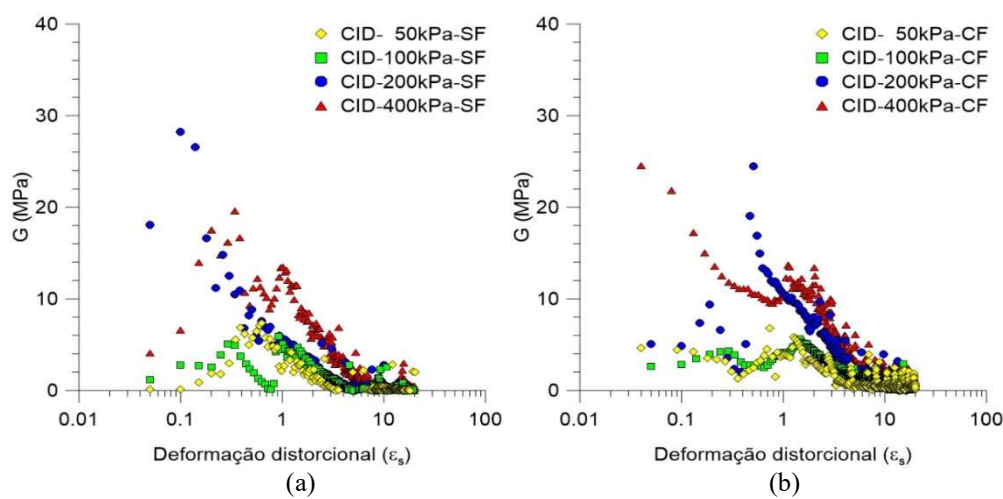 40
30
20
10
0
G (MPa)
CID- 50kPa-SF
CID-100kPa-SF
CID-200kPa-SF
CID-400kPa-SF
0.01 0.1 1 10 100
Deformação distorcional (εs)
(a)
40
30
20
10
0
G (MPa)
CID- 50kPa-CF
CID-100kPa-CF
CID-200kPa-CF
CID-400kPa-CF
0.01 0.1 1 10 100
Deformação distorcional (εs)
(b)